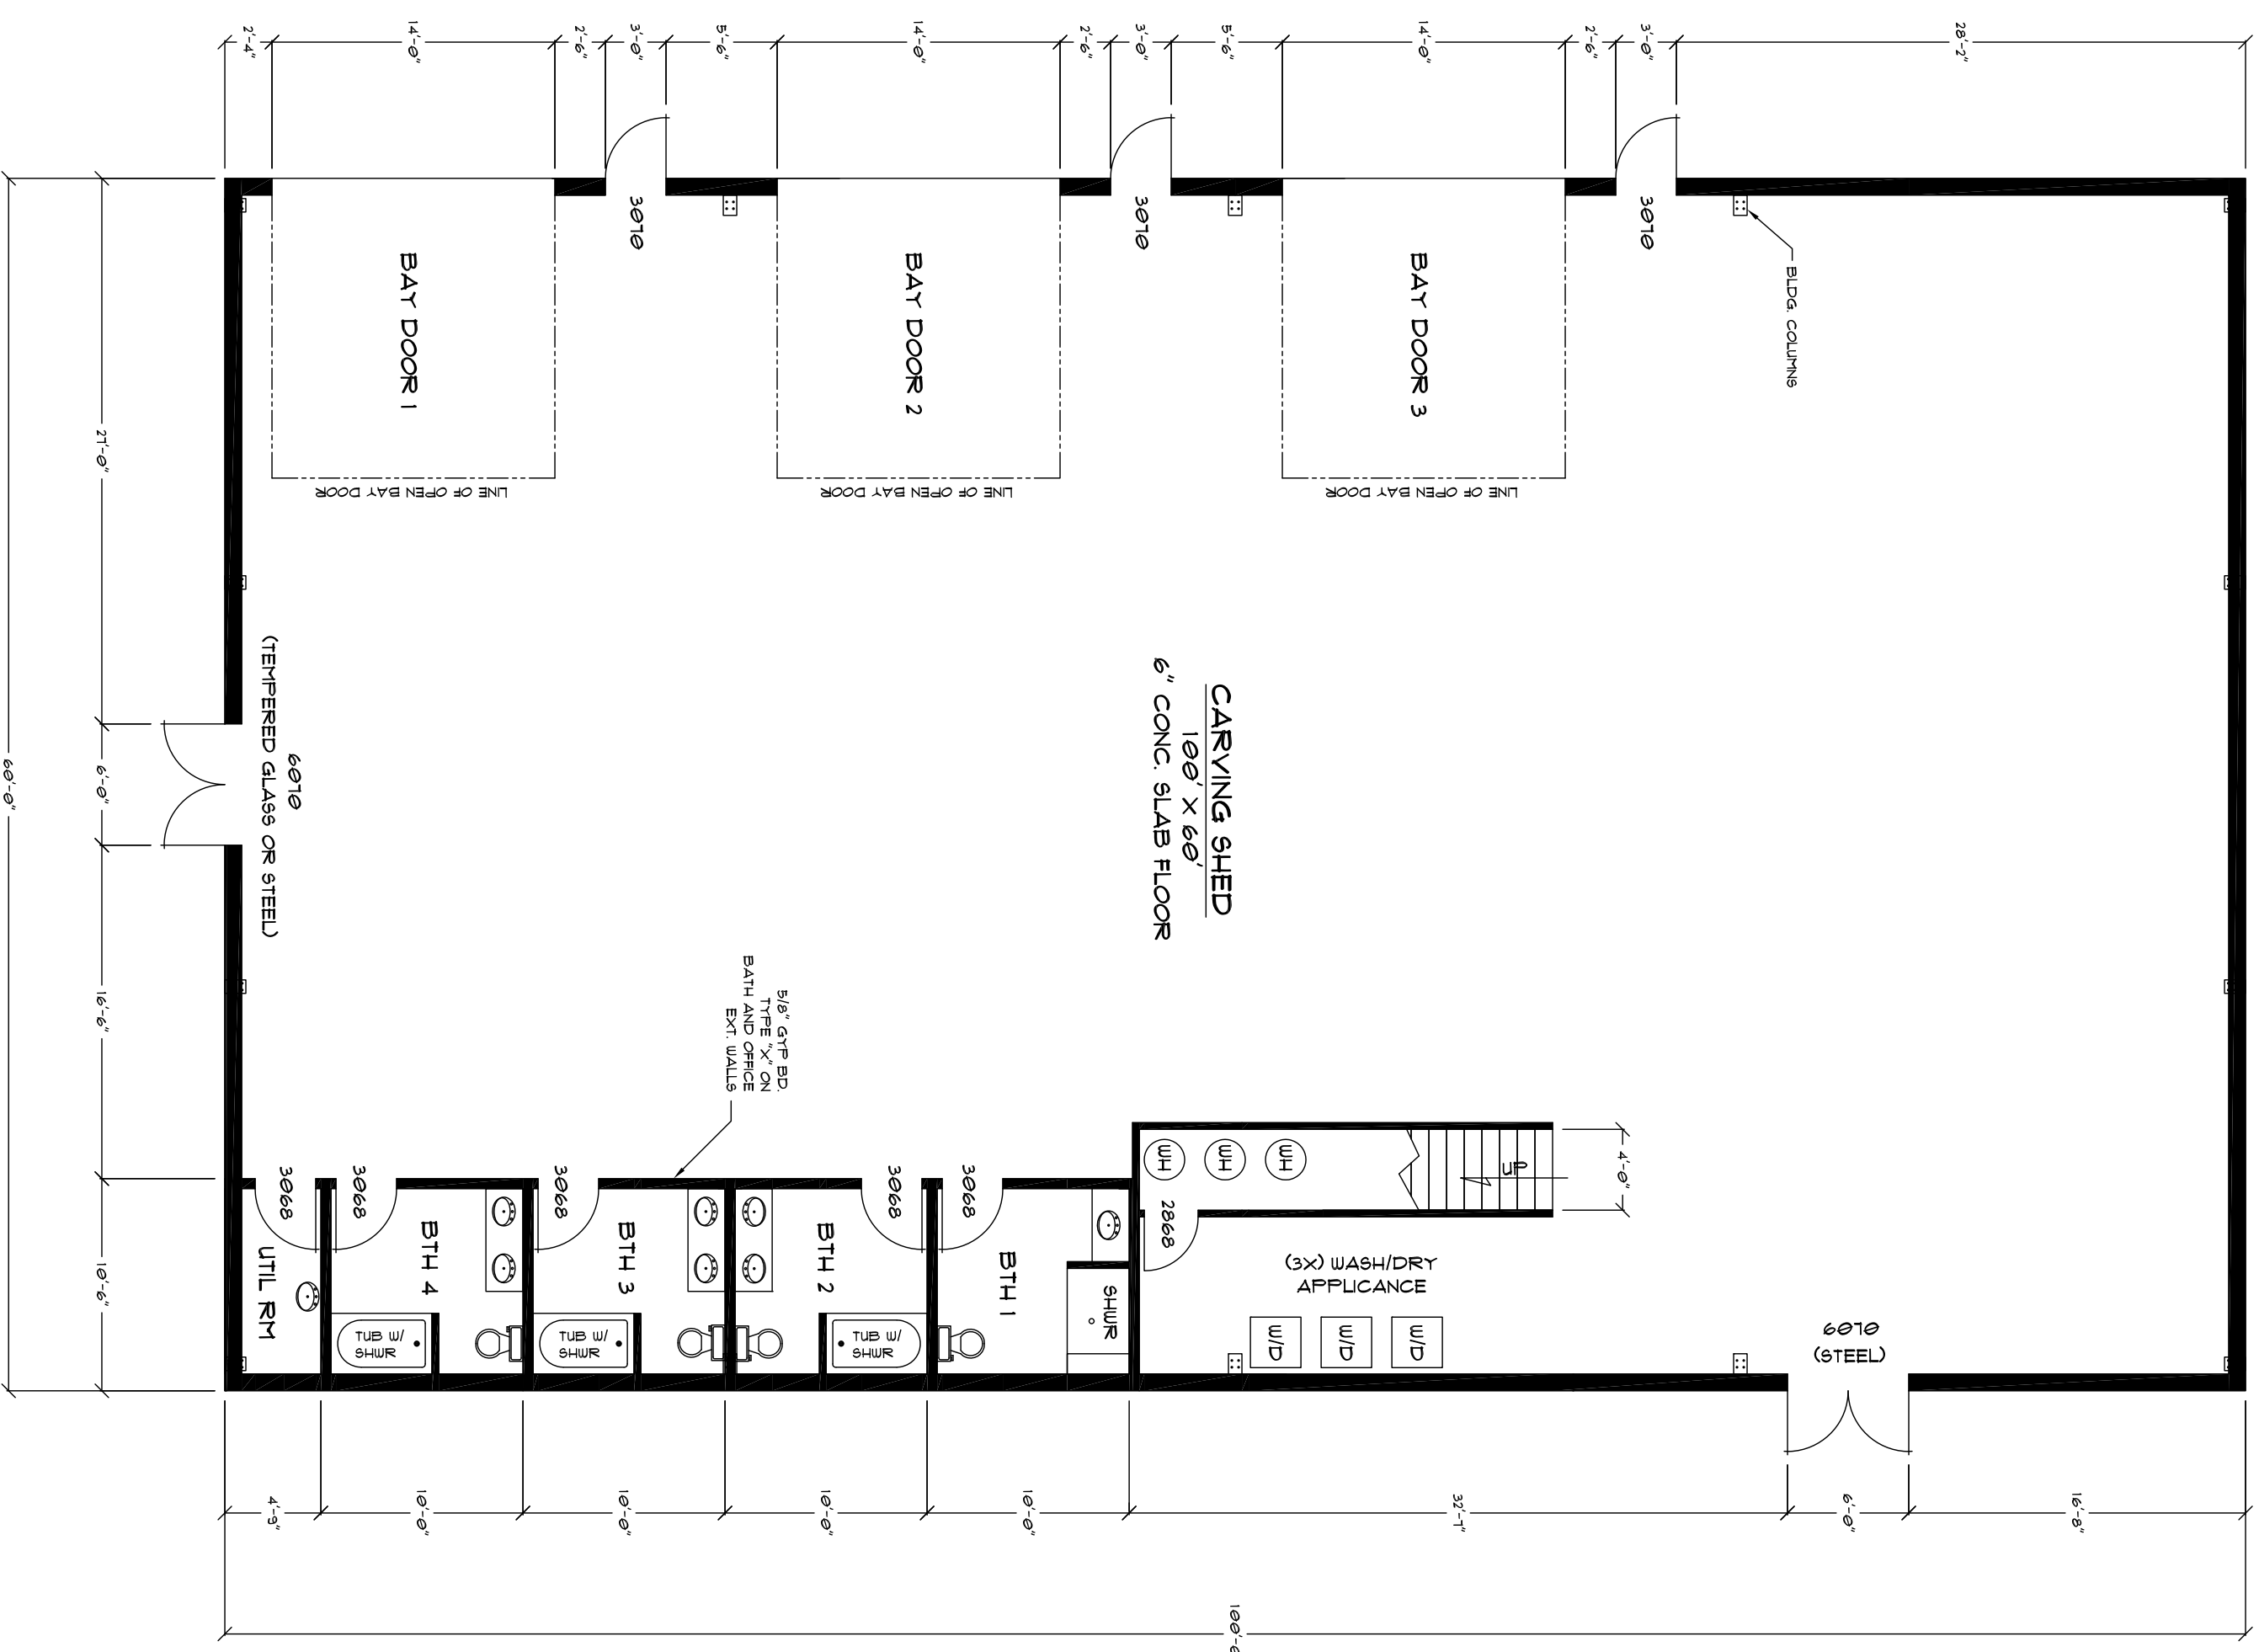 2'-4"
14'-0"
2'-6"
3'-0"
5'-6"
14'-0"
2'-6"
3'-0"
5'-6"
14'-0"
2'-6"
3'-0"
28'-2"
3070
3070
3070
BAY DOOR 1
BAY DOOR 2
BAY DOOR 3
BLDG. COLUMNS
LINE OF OPEN BAY DOOR
LINE OF OPEN BAY DOOR
LINE OF OPEN BAY DOOR
27'-0"
6'-0"
16'-6"
10'-6"
60'-0"
6070
(TEMPERED GLASS OR STEEL)
CARVING SHED
100' X 60'
6" CONC. SLAB FLOOR
5/8" GYP BD.
TYPE "X" ON
BATH AND OFFICE
EXT. WALLS
WH
WH
WH
UP
4'-0"
3068
3068
3068
3068
3068
2868
UTIL RM
BTH 4
BTH 3
BTH 2
BTH 1
TUB W/
SHWR
TUB W/
SHWR
TUB W/
SHWR
SHWR
(3X) WASH/DRY
APPLICANCE
W/D
W/D
W/D
6070
(STEEL)
4'-9"
10'-0"
10'-0"
10'-0"
10'-0"
32'-7"
6'-0"
16'-8"